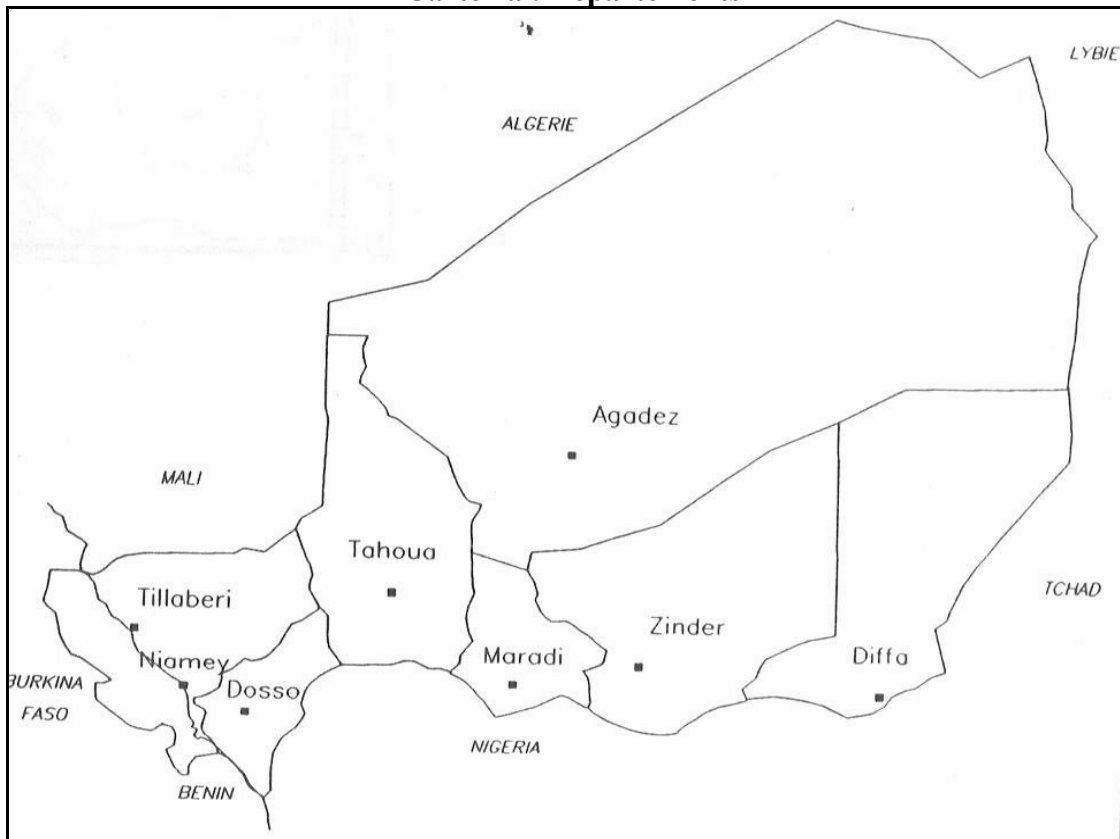 LYBIE
ALGERIE
Agadez
MALI
Tahoua
TCHAD
Tillaberi
Zinder
Niamey
Maradi
Diffa
BURKINA
FASO
Dosso
NIGERIA
BENIN